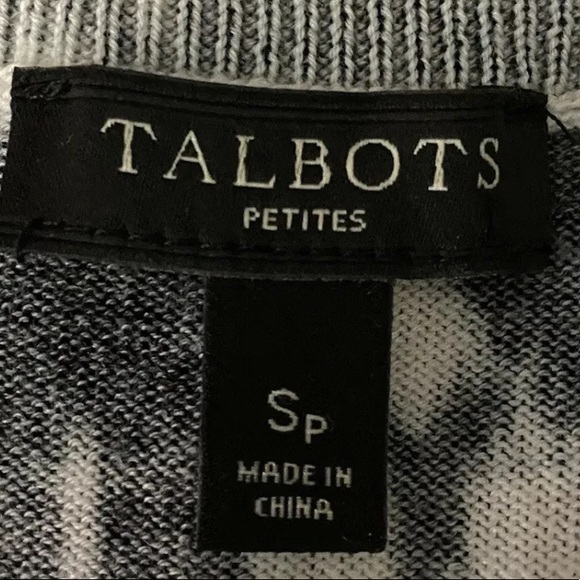 TALBOTS
PETITES
SP
MADE IN
CHINA